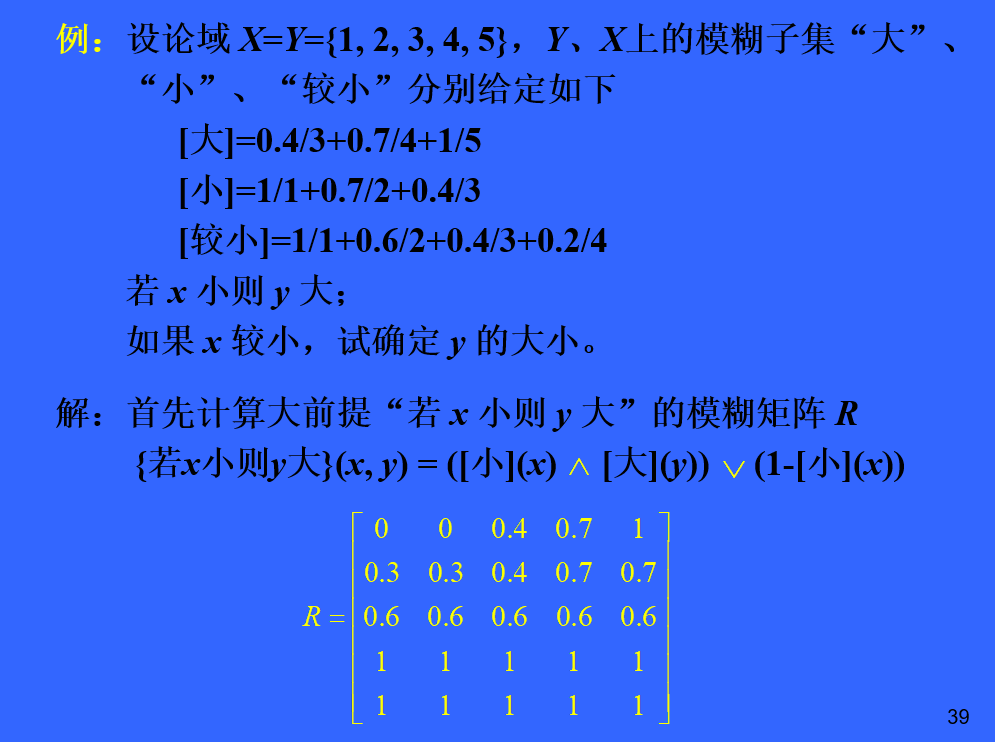 例：设论域 X=Y={1, 2, 3, 4, 5}，Y、X上的模糊子集“大”、
“小”、“较小”分别给定如下
[大]=0.4/3+0.7/4+1/5
[小]=1/1+0.7/2+0.4/3
[较小]=1/1+0.6/2+0.4/3+0.2/4
若 x 小则 y 大；
如果 x 较小，试确定 y 的大小。
解：首先计算大前提“若 x 小则 y 大”的模糊矩阵 R
{若x小则y大}(x, y) = ([小](x) ∧ [大](y)) ∨ (1-[小](x))
0 0 0.4 0.7 1
0.3 0.3 0.4 0.7 0.7
R = 0.6 0.6 0.6 0.6 0.6
1 1 1 1 1
1 1 1 1 1
39